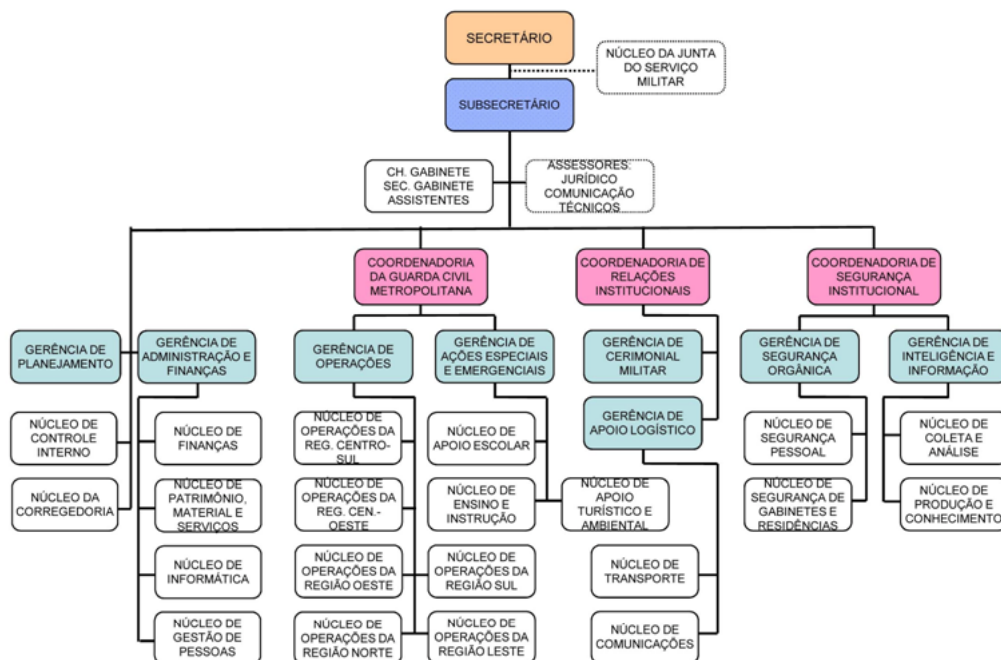 SECRETÁRIO
NÚCLEO DA JUNTA
DO SERVIÇO
MILITAR
SUBSECRETÁRIO
CH. GABINETE
SEC. GABINETE
ASSISTENTES
ASSESSORES:
JURÍDICO
COMUNICAÇÃO
TÉCNICOS
COORDENADORIA
DA GUARDA CIVIL
METROPOLITANA
COORDENADORIA DE
RELAÇÕES
INSTITUCIONAIS
COORDENADORIA DE
SEGURANÇA
INSTITUCIONAL
GERÊNCIA DE
PLANEJAMENTO
GERÊNCIA DE
ADMINISTRAÇÃO E
FINANÇAS
GERÊNCIA DE
OPERAÇÕES
GERÊNCIA DE
AÇÕES ESPECIAIS
E EMERGENCIAIS
GERÊNCIA DE
CERIMONIAL
MILITAR
GERÊNCIA DE
SEGURANÇA
ORGÂNICA
GERÊNCIA DE
INTELIGÊNCIA E
INFORMAÇÃO
NÚCLEO DE
CONTROLE
INTERNO
NÚCLEO DE
FINANÇAS
NÚCLEO DE
OPERAÇÕES DA
REG. CENTRO-
SUL
NÚCLEO DE
APOIO ESCOLAR
GERÊNCIA DE
APOIO LOGÍSTICO
NÚCLEO DE
SEGURANÇA
PESSOAL
NÚCLEO DE
COLETA E
ANÁLISE
NÚCLEO DA
CORREGEDORIA
NÚCLEO DE
PATRIMÔNIO,
MATERIAL E
SERVIÇOS
NÚCLEO DE
OPERAÇÕES DA
REG. CEN.-
OESTE
NÚCLEO DE
ENSINO E
INSTRUÇÃO
NÚCLEO DE
APOIO
TURÍSTICO E
AMBIENTAL
NÚCLEO DE
SEGURANÇA DE
GABINETES E
RESIDÊNCIAS
NÚCLEO DE
PRODUÇÃO E
CONHECIMENTO
NÚCLEO DE
INFORMÁTICA
NÚCLEO DE
OPERAÇÕES DA
REGIÃO OESTE
NÚCLEO DE
OPERAÇÕES DA
REGIÃO SUL
NÚCLEO DE
TRANSPORTE
NÚCLEO DE
GESTÃO DE
PESSOAS
NÚCLEO DE
OPERAÇÕES DA
REGIÃO NORTE
NÚCLEO DE
OPERAÇÕES DA
REGIÃO LESTE
NÚCLEO DE
COMUNICAÇÕES